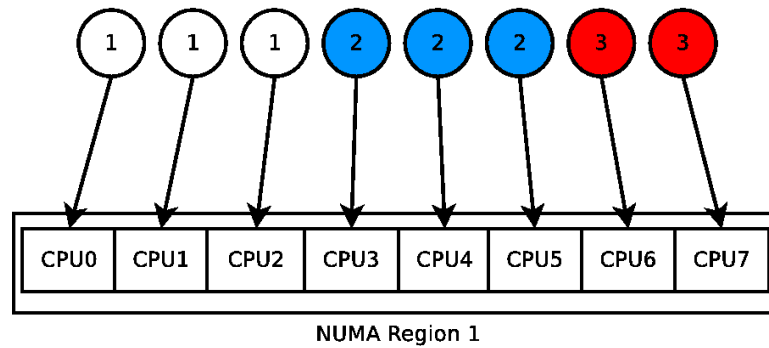 1 1 1 2 2 2 3 3
CPU0 CPU1 CPU2 CPU3 CPU4 CPU5 CPU6 CPU7
NUMA Region 1